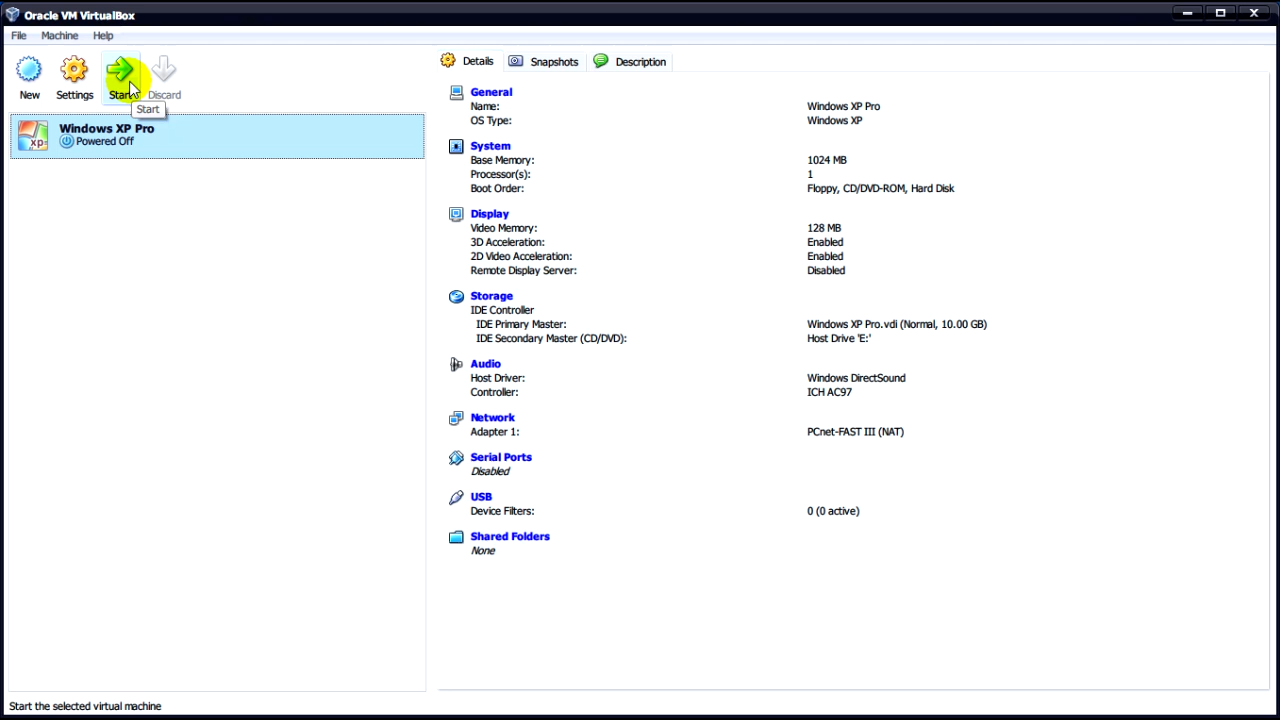 Oracle VM VirtualBox
File Machine Help
New Settings Start Discard
Start
Windows XP Pro
Powered Off
Details Snapshots Description
General
Name: Windows XP Pro
OS Type: Windows XP
System
Base Memory: 1024 MB
Processor(s): 1
Boot Order: Floppy, CD/DVD-ROM, Hard Disk
Display
Video Memory: 128 MB
3D Acceleration: Enabled
2D Video Acceleration: Enabled
Remote Display Server: Disabled
Storage
IDE Controller
IDE Primary Master: Windows XP Pro.vdi (Normal, 10.00 GB)
IDE Secondary Master (CD/DVD): Host Drive 'E:'
Audio
Host Driver: Windows DirectSound
Controller: ICH AC97
Network
Adapter 1: PCnet-FAST III (NAT)
Serial Ports
Disabled
USB
Device Filters: 0 (0 active)
Shared Folders
None
Start the selected virtual machine